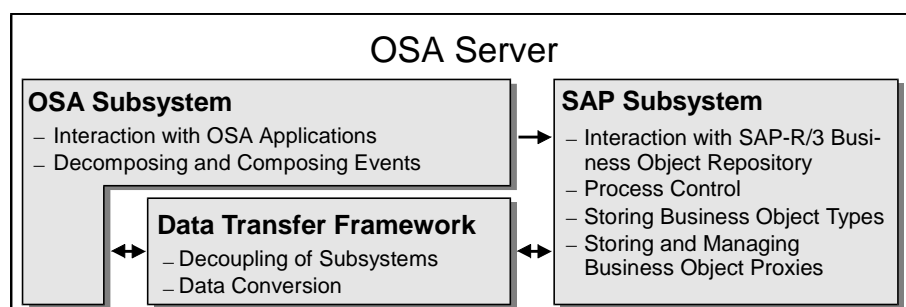 OSA Server
OSA Subsystem
– Interaction with OSA Applications
– Decomposing and Composing Events
Data Transfer Framework
– Decoupling of Subsystems
– Data Conversion
SAP Subsystem
– Interaction with SAP-R/3 Busi-
ness Object Repository
– Process Control
– Storing Business Object Types
– Storing and Managing
Business Object Proxies